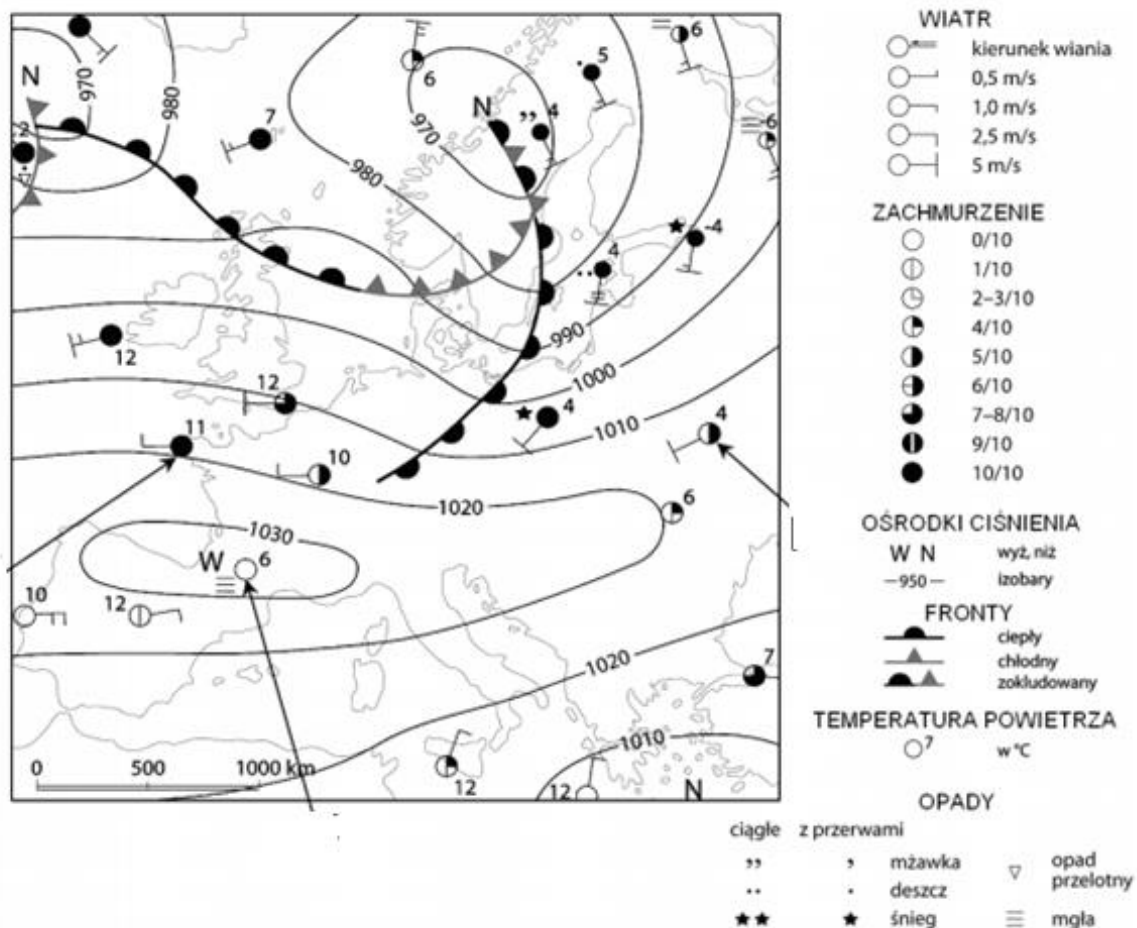 N
970
980
2
7
6
N
970
980
,, 4
5
6
6
-4
4
990
1000
1010
12
12
11
10
4
4
6
1020
1030
W
6
10
12
1020
7
1010
12
12
N
0 500 1000 km
WIATR
kierunek wiania
0,5 m/s
1,0 m/s
2,5 m/s
5 m/s
ZACHMURZENIE
0/10
1/10
2–3/10
4/10
5/10
6/10
7–8/10
9/10
10/10
OŚRODKI CIŚNIENIA
W N wyż, niż
—950— izobary
FRONTY
ciepły
chłodny
zokludowany
TEMPERATURA POWIETRZA
7 w °C
OPADY
ciągłe z przerwami
,, , mżawka opad
przelotny
.. . deszcz
★★ ★ śnieg mgła